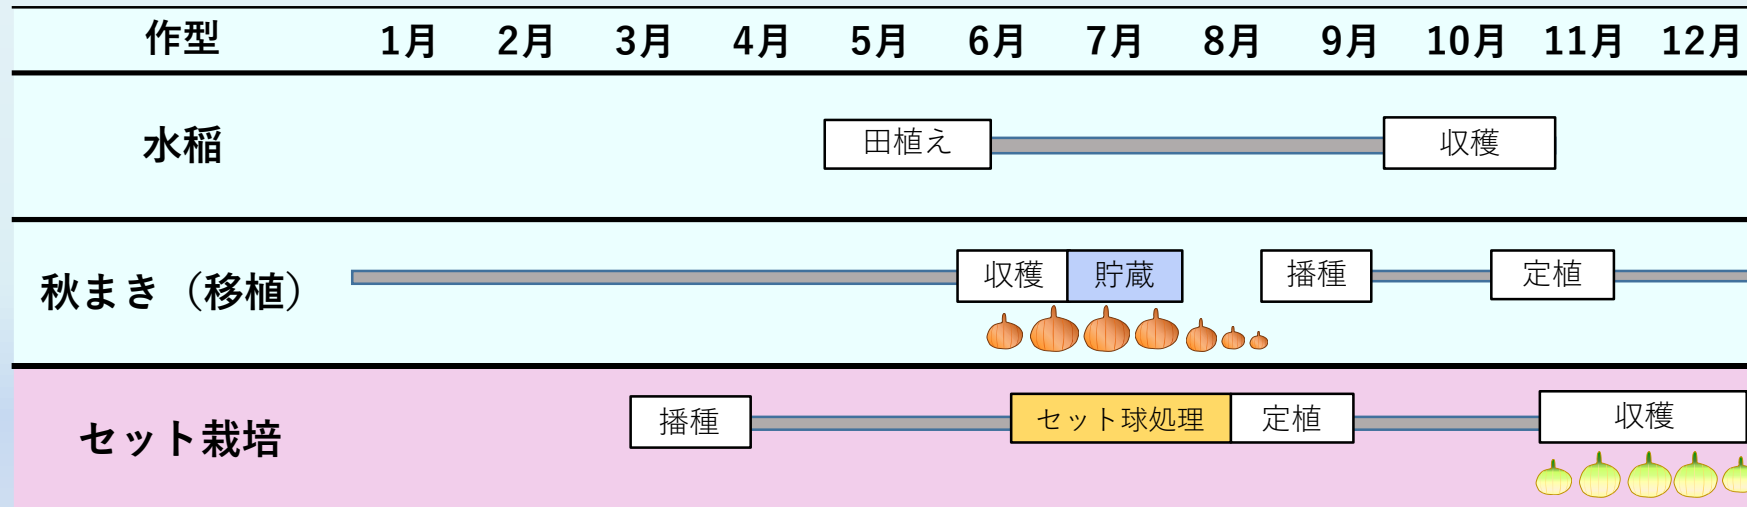 作型 1月 2月 3月 4月 5月 6月 7月 8月 9月 10月 11月 12月
水稲 田植え 収穫
秋まき（移植） 収穫 貯蔵 播種 定植
セット栽培 播種 セット球処理 定植 収穫